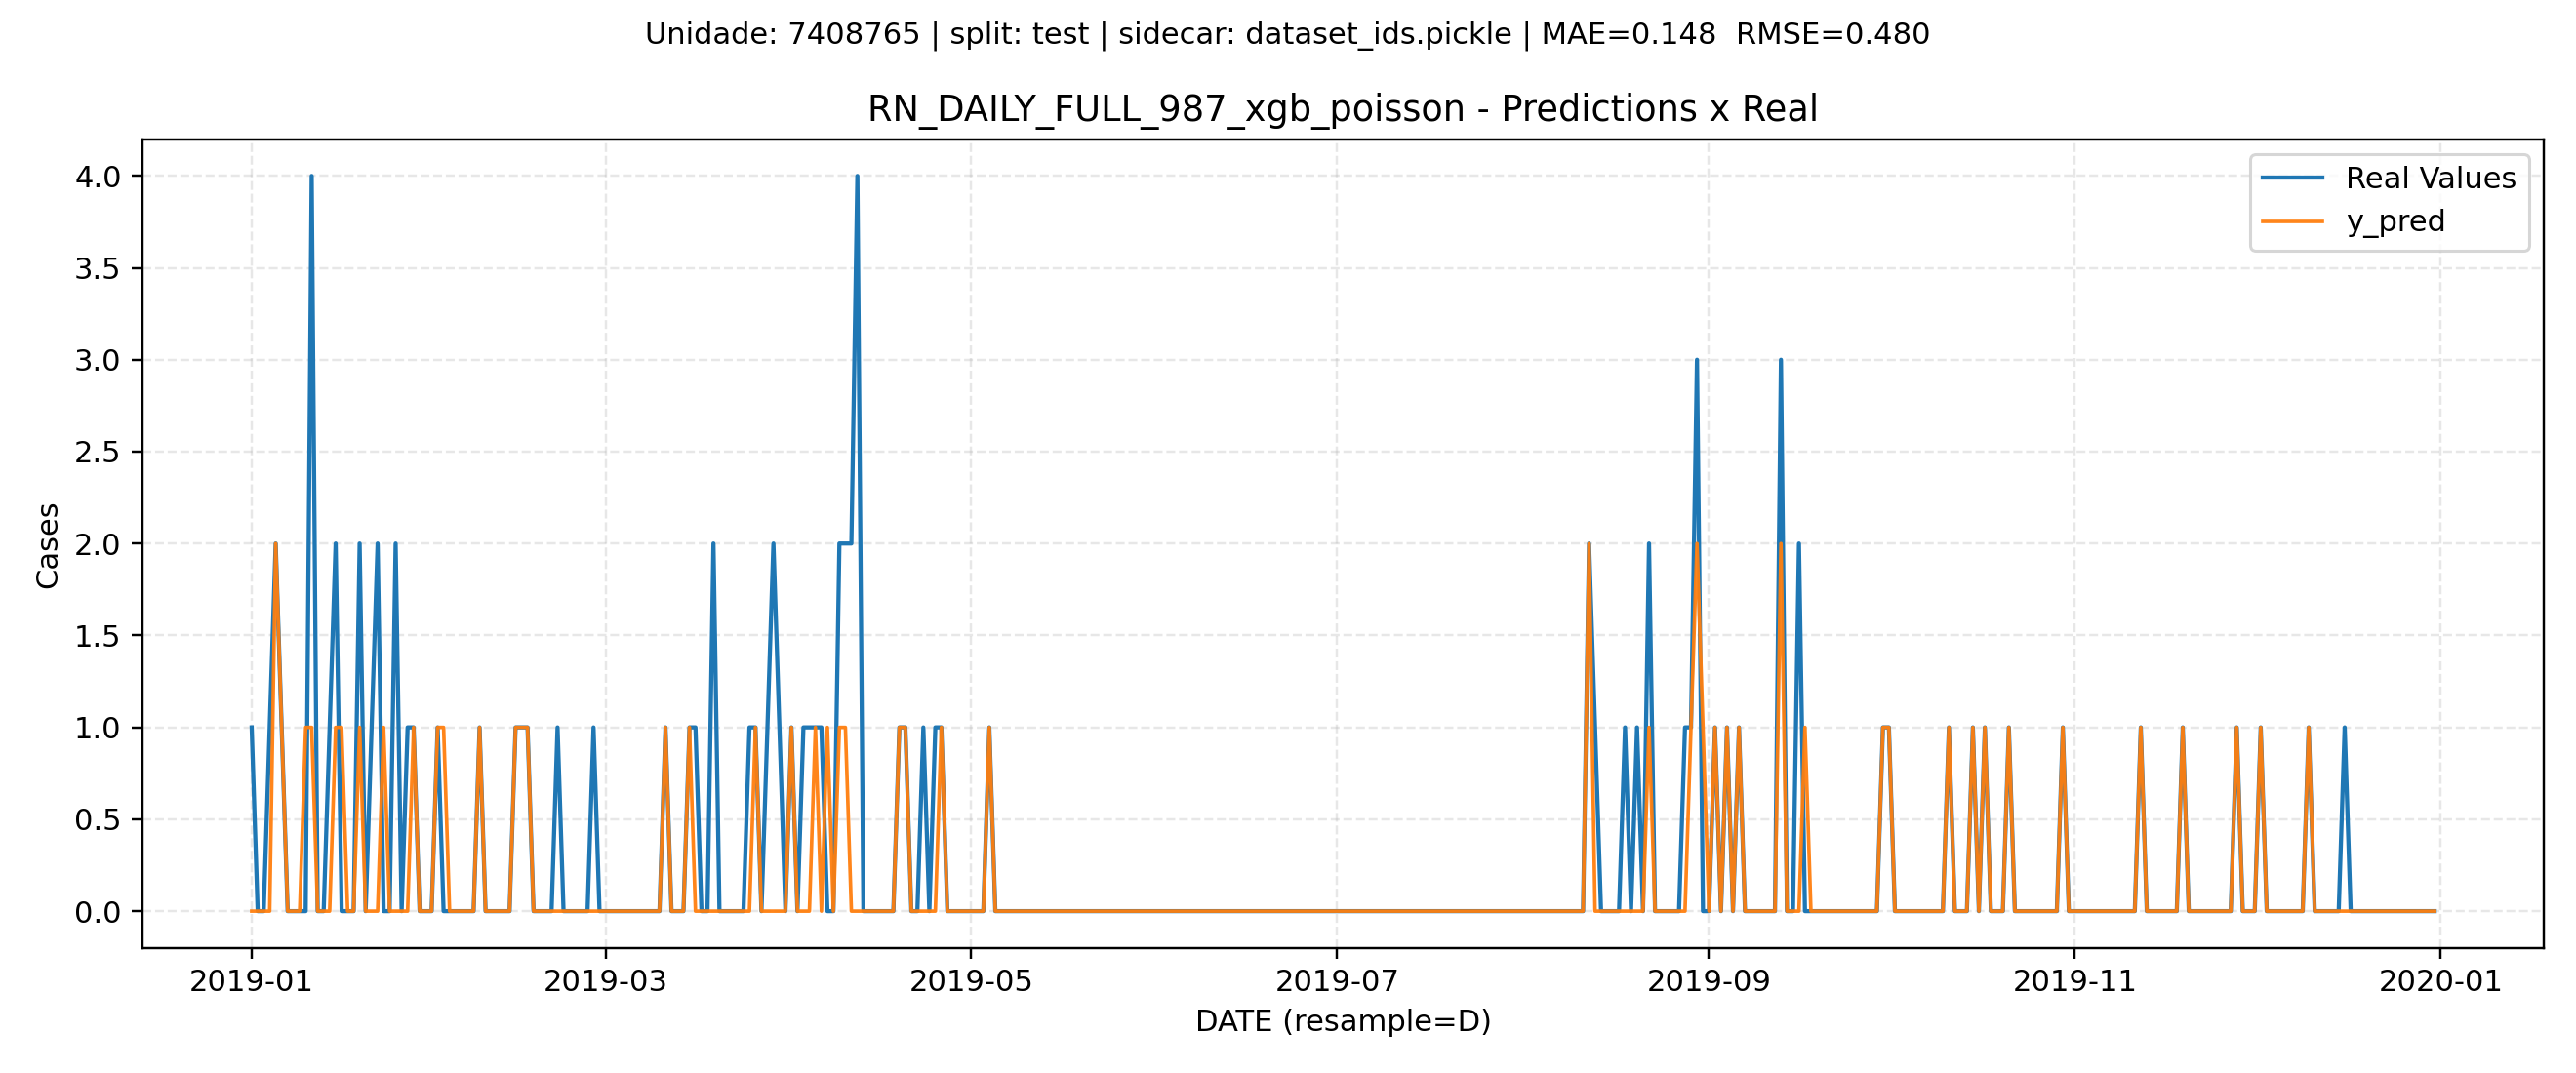 Unidade: 7408765 | split: test | sidecar: dataset_ids.pickle | MAE=0.148  RMSE=0.480
RN_DAILY_FULL_987_xgb_poisson - Predictions x Real
Real Values
y_pred
4.0
3.5
3.0
2.5
2.0
1.5
1.0
0.5
0.0
Cases
2019-01
2019-03
2019-05
2019-07
2019-09
2019-11
2020-01
DATE (resample=D)